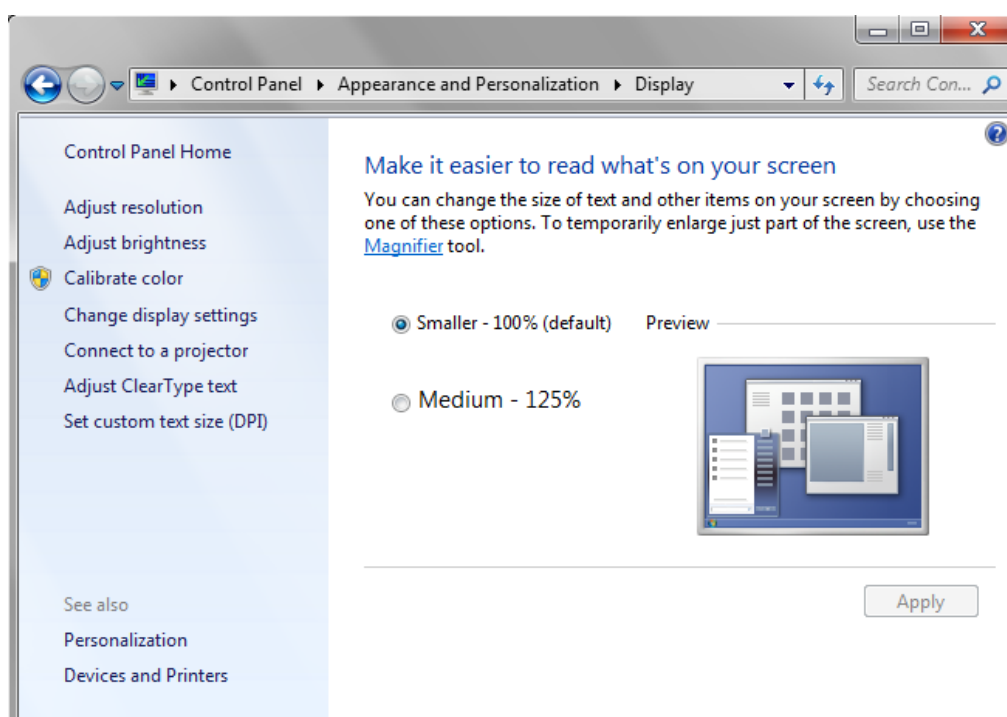 Control Panel Appearance and Personalization Display Search Con...
Control Panel Home
Adjust resolution
Adjust brightness
Calibrate color
Change display settings
Connect to a projector
Adjust ClearType text
Set custom text size (DPI)
See also
Personalization
Devices and Printers
Make it easier to read what's on your screen
You can change the size of text and other items on your screen by choosing
one of these options. To temporarily enlarge just part of the screen, use the
Magnifier tool.
Smaller - 100% (default) Preview
Medium - 125%
Apply